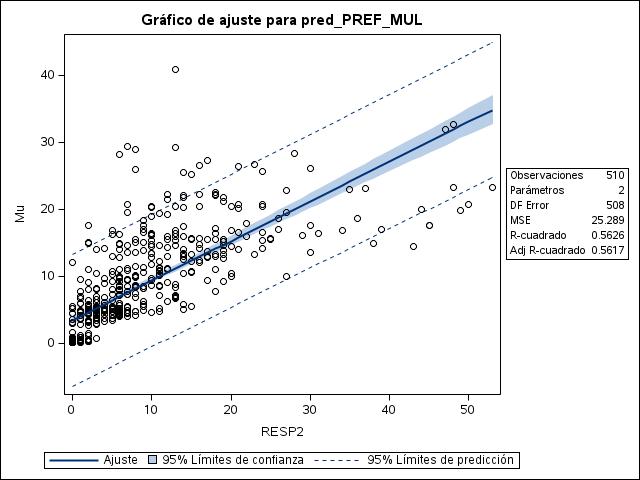 Gráfico de ajuste para pred_PREF_MUL
40
30
20
10
0
Mu
Observaciones 510
Parámetros 2
DF Error 508
MSE 25.289
R-cuadrado 0.5626
Adj R-cuadrado 0.5617
0 10 20 30 40 50
RESP2
Ajuste 95% Límites de confianza 95% Límites de predicción